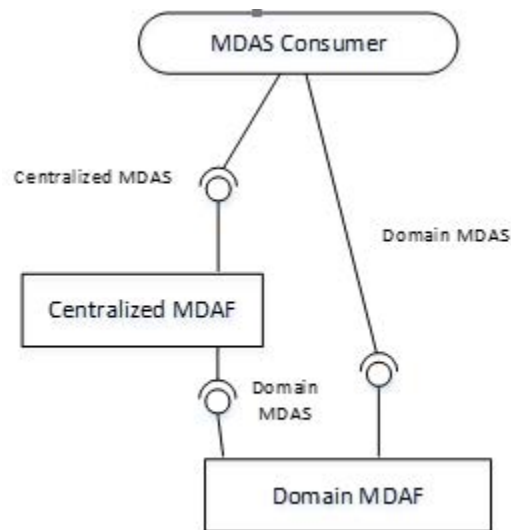 MDAS Consumer
Centralized MDAS
Domain MDAS
Centralized MDAF
Domain
MDAS
Domain MDAF